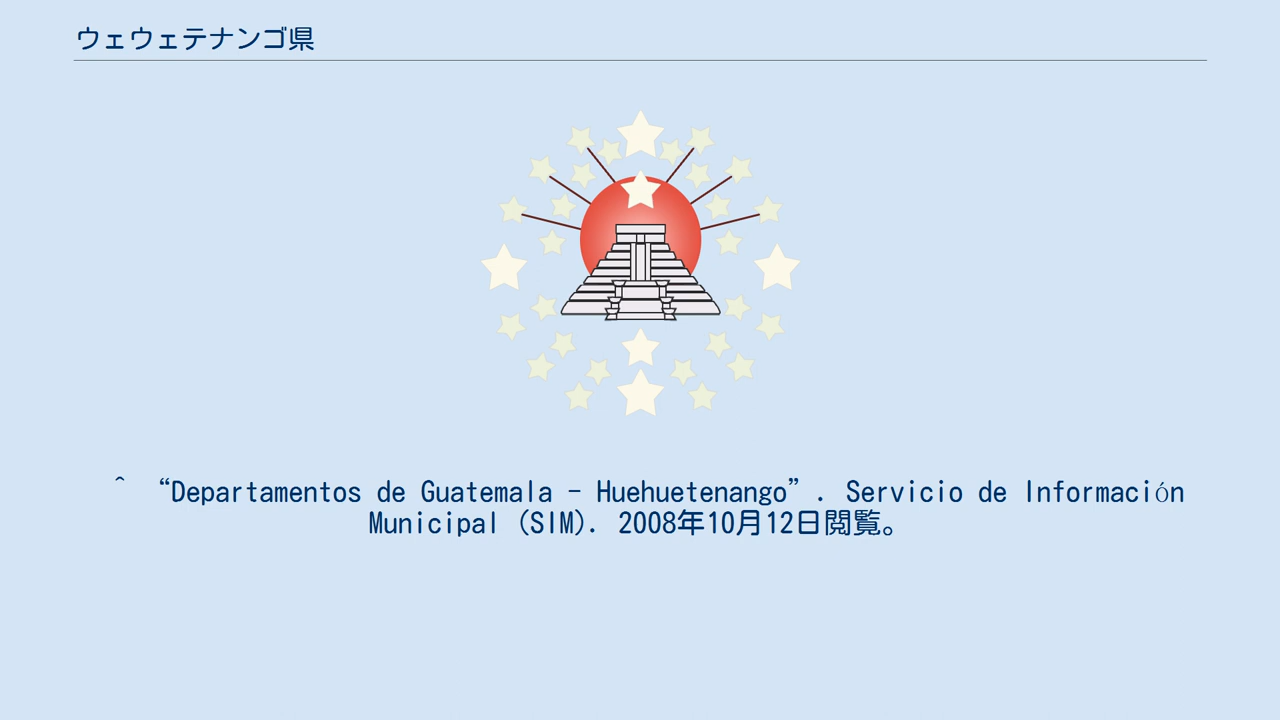 ウェウェテナンゴ県
^ “Departamentos de Guatemala - Huehuetenango”. Servicio de Información
Municipal (SIM). 2008年10月12日閲覧。